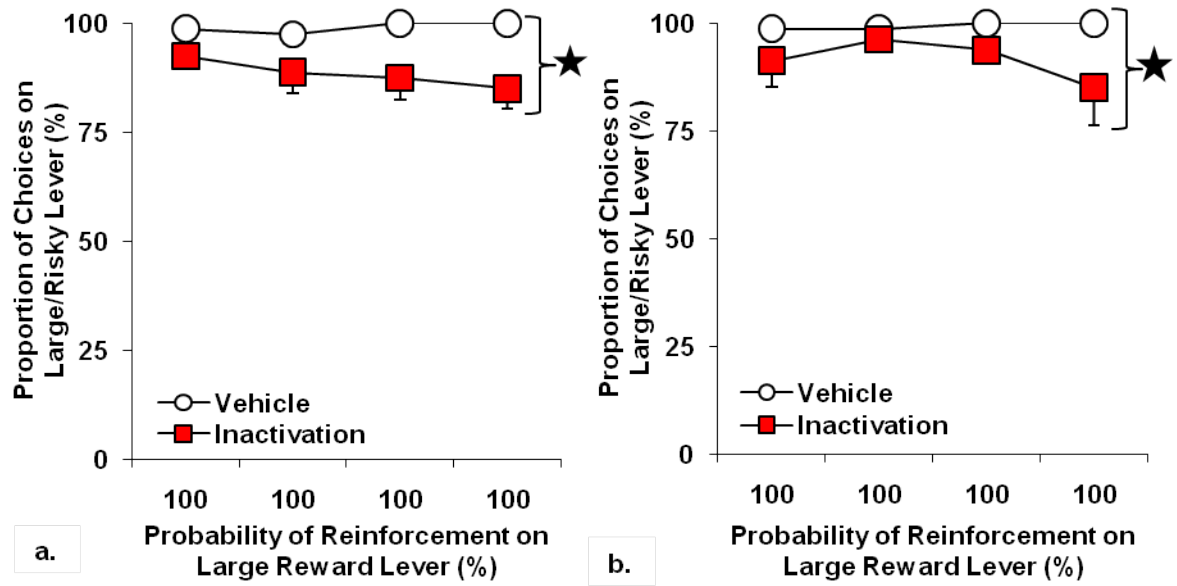 Proportion of Choices on
Large/Risky Lever (%)
100
75
50
25
0
Vehicle
Inactivation
100 100 100 100
Probability of Reinforcement on
Large Reward Lever (%)
a.
Proportion of Choices on
Large/Risky Lever (%)
100
75
50
25
0
Vehicle
Inactivation
100 100 100 100
Probability of Reinforcement on
Large Reward Lever (%)
b.